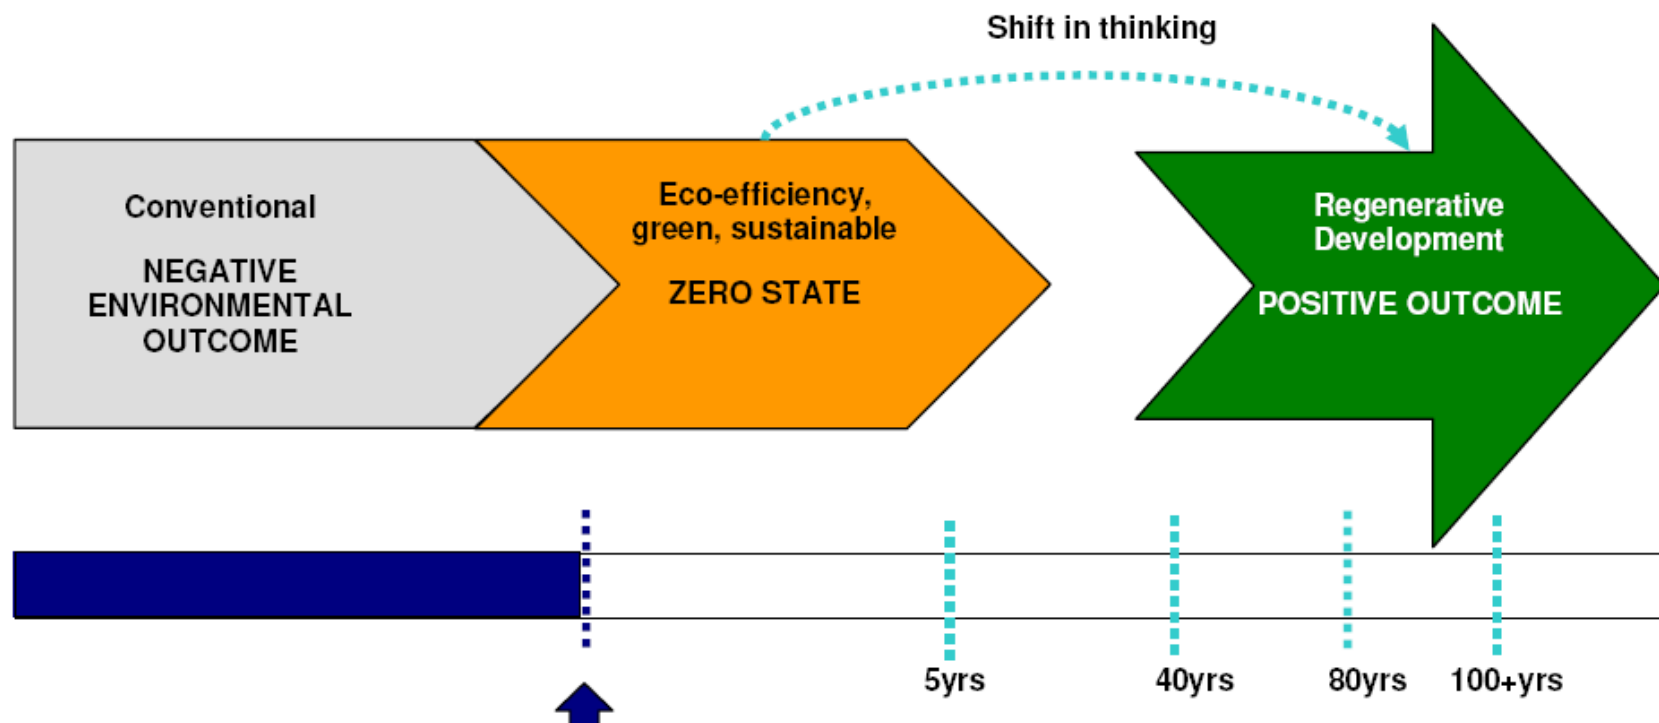 Shift in thinking
Conventional
NEGATIVE
ENVIRONMENTAL
OUTCOME
Eco-efficiency,
green, sustainable
ZERO STATE
Regenerative
Development
POSITIVE OUTCOME
5yrs
40yrs
80yrs
100+yrs